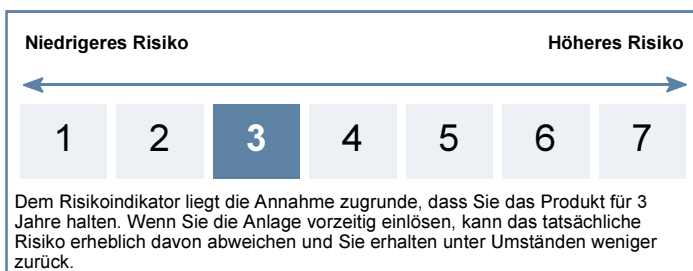 Niedrigeres Risiko Höheres Risiko
1 2 3 4 5 6 7
Dem Risikoindikator liegt die Annahme zugrunde, dass Sie das Produkt für 3
Jahre halten. Wenn Sie die Anlage vorzeitig einlösen, kann das tatsächliche
Risiko erheblich davon abweichen und Sie erhalten unter Umständen weniger
zurück.